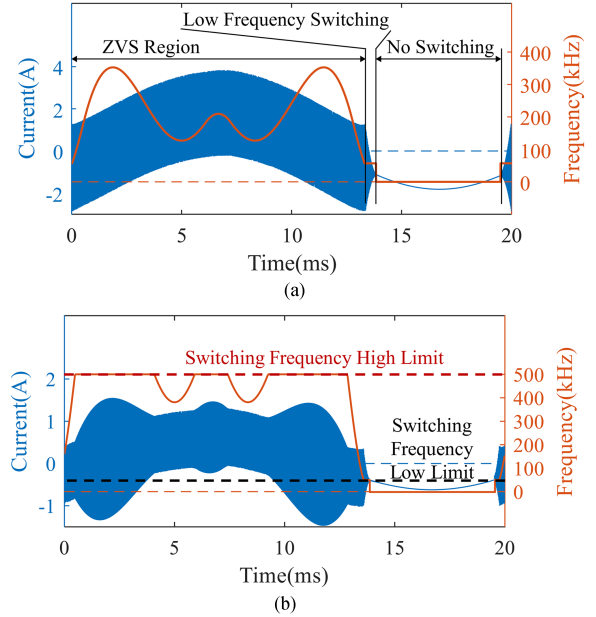 Low Frequency Switching
ZVS Region
No Switching
Current(A)
4
2
0
-2
Frequency(kHz)
400
300
200
100
0
0
5
10
15
20
Time(ms)
(a)
Switching Frequency High Limit
Switching
Frequency
Low Limit
Current(A)
2
1
0
-1
Frequency(kHz)
500
400
300
200
100
0
0
5
10
15
20
Time(ms)
(b)